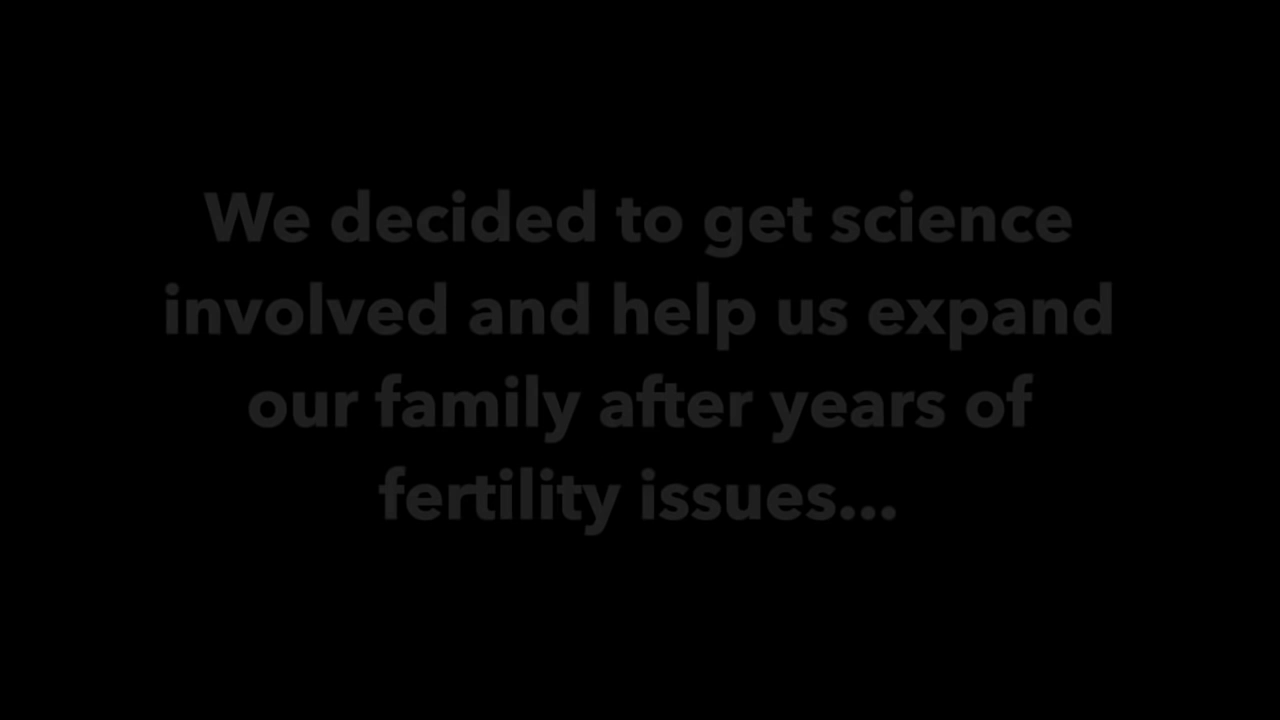 We decided to get science
involved and help us expand
our family after years of
fertility issues...